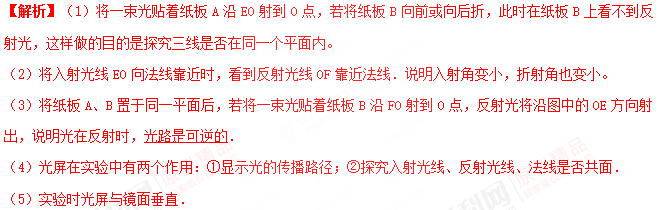 【解析】（1）将一束光贴着纸板 A 沿 EO 射到 O 点，若将纸板 B 向前或向后折，此时在纸板 B 上看不到反
射光，这样做的目的是探究三线是否在同一个平面内。
（2）将入射光线 EO 向法线靠近时，看到反射光线 OF 靠近法线．说明入射角变小，折射角也变小。
（3）将纸板 A、B 置于同一平面后，若将一束光贴着纸板 B 沿 FO 射到 O 点，反射光将沿图中的 OE 方向射
出，说明光在反射时，光路是可逆的．
（4）光屏在实验中有两个作用：①显示光的传播路径；②探究入射光线、反射光线、法线是否共面．
（5）实验时光屏与镜面垂直．